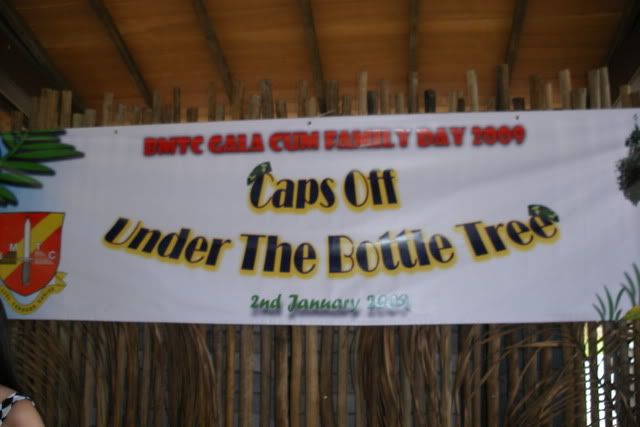 BMTC GALA CUM FAMILY DAY 2009
Caps Off
Under The Bottle Tree
2nd January 2009
M T C